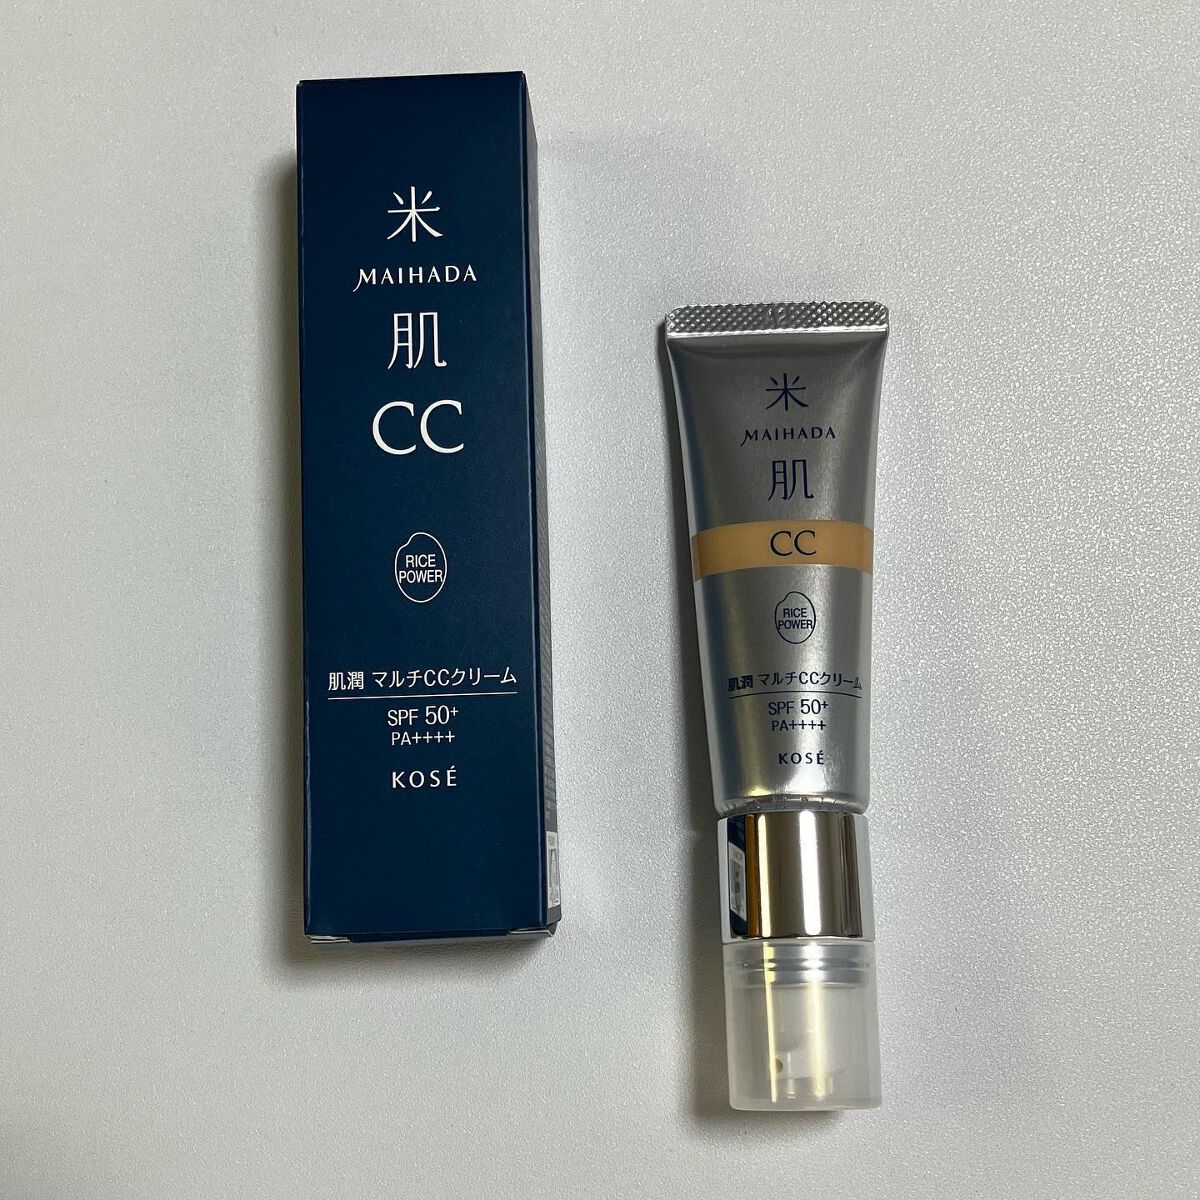 米
MAIHADA
肌
CC
RICE
POWER
肌潤 マルチCCクリーム
SPF 50+
PA++++
KOSÉ
米
MAIHADA
肌
CC
RICE
POWER
肌潤 マルチCCクリーム
SPF 50+
PA++++
KOSÉ